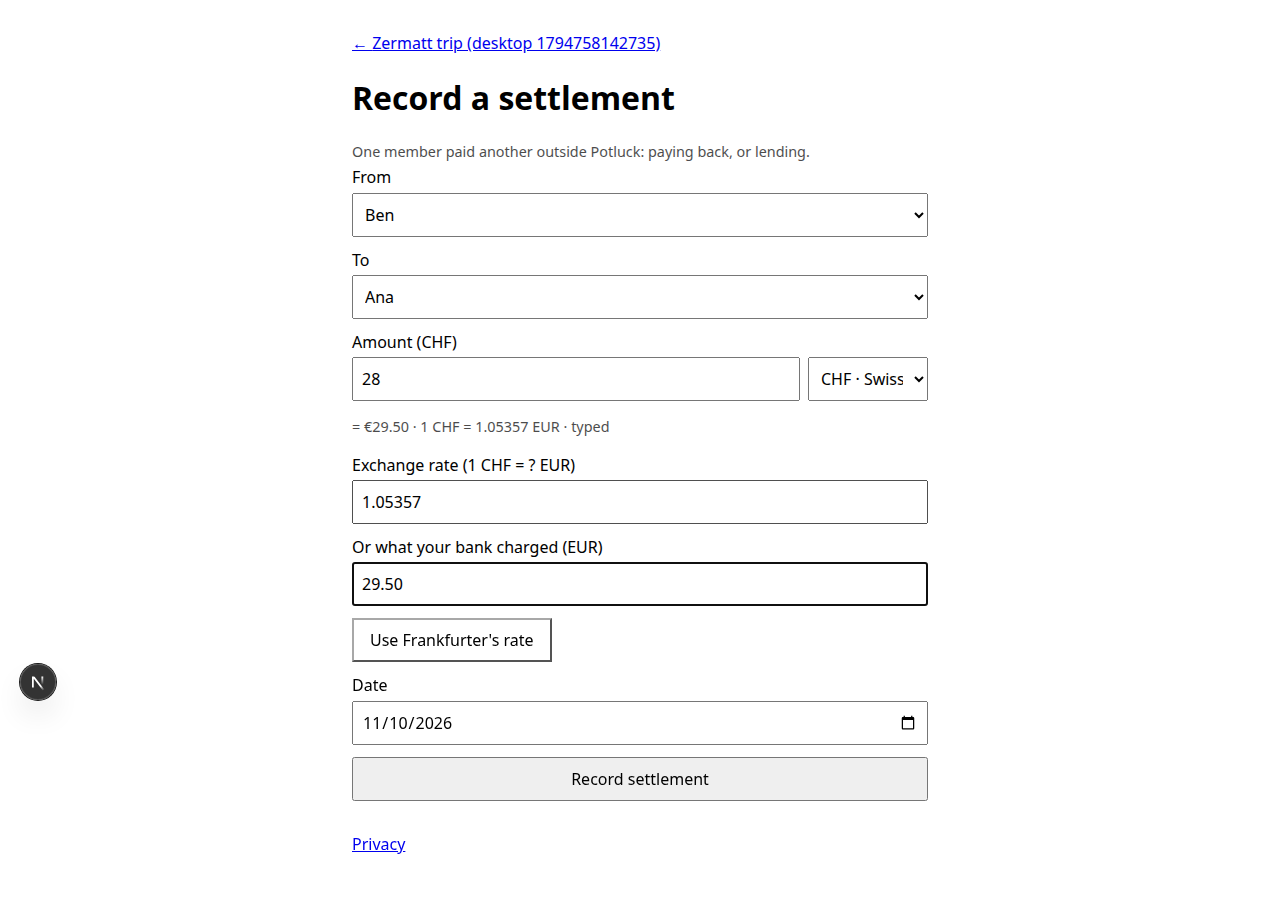 ← Zermatt trip (desktop 1794758142735)
Record a settlement
One member paid another outside Potluck: paying back, or lending.
From
Ben
To
Ana
Amount (CHF)
28 CHF · Swiss
= €29.50 · 1 CHF = 1.05357 EUR · typed
Exchange rate (1 CHF = ? EUR)
1.05357
Or what your bank charged (EUR)
29.50
Use Frankfurter's rate
Date
11/10/2026
Record settlement
Privacy
N